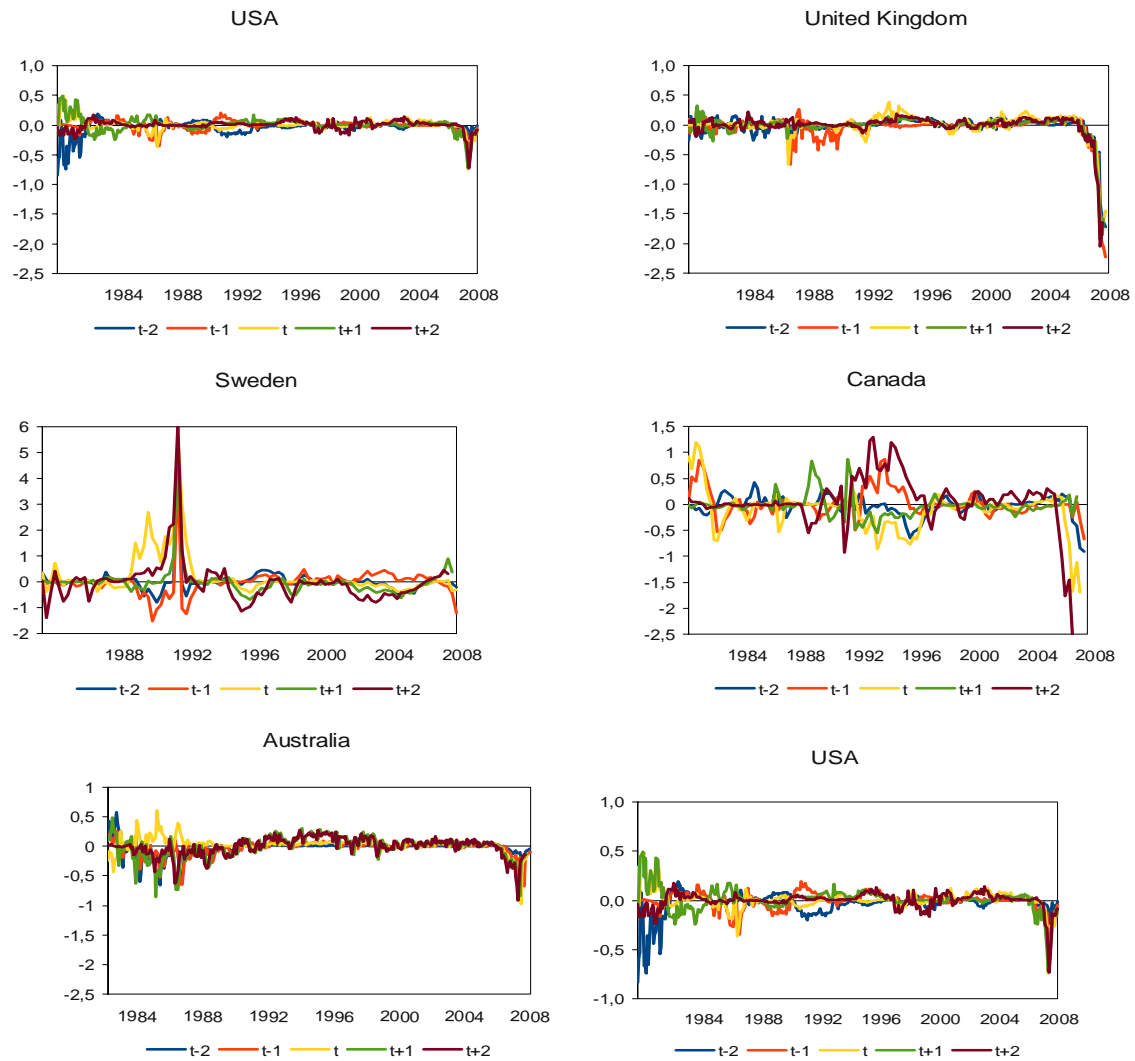 USA
1,0
0,5
0,0
-0,5
-1,0
-1,5
-2,0
-2,5
1984 1988 1992 1996 2000 2004 2008
t-2 t-1 t t+1 t+2
United Kingdom
1,0
0,5
0,0
-0,5
-1,0
-1,5
-2,0
-2,5
1984 1988 1992 1996 2000 2004 2008
t-2 t-1 t t+1 t+2
Sweden
6
5
4
3
2
1
0
-1
-2
1988 1992 1996 2000 2004 2008
t-2 t-1 t t+1 t+2
Canada
1,5
1
0,5
0
-0,5
-1
-1,5
-2
-2,5
1984 1988 1992 1996 2000 2004 2008
t-2 t-1 t t+1 t+2
Australia
1
0,5
0
-0,5
-1
-1,5
-2
-2,5
1984 1988 1992 1996 2000 2004 2008
t-2 t-1 t t+1 t+2
USA
1,0
0,5
0,0
-0,5
-1,0
1984 1988 1992 1996 2000 2004 2008
t-2 t-1 t t+1 t+2